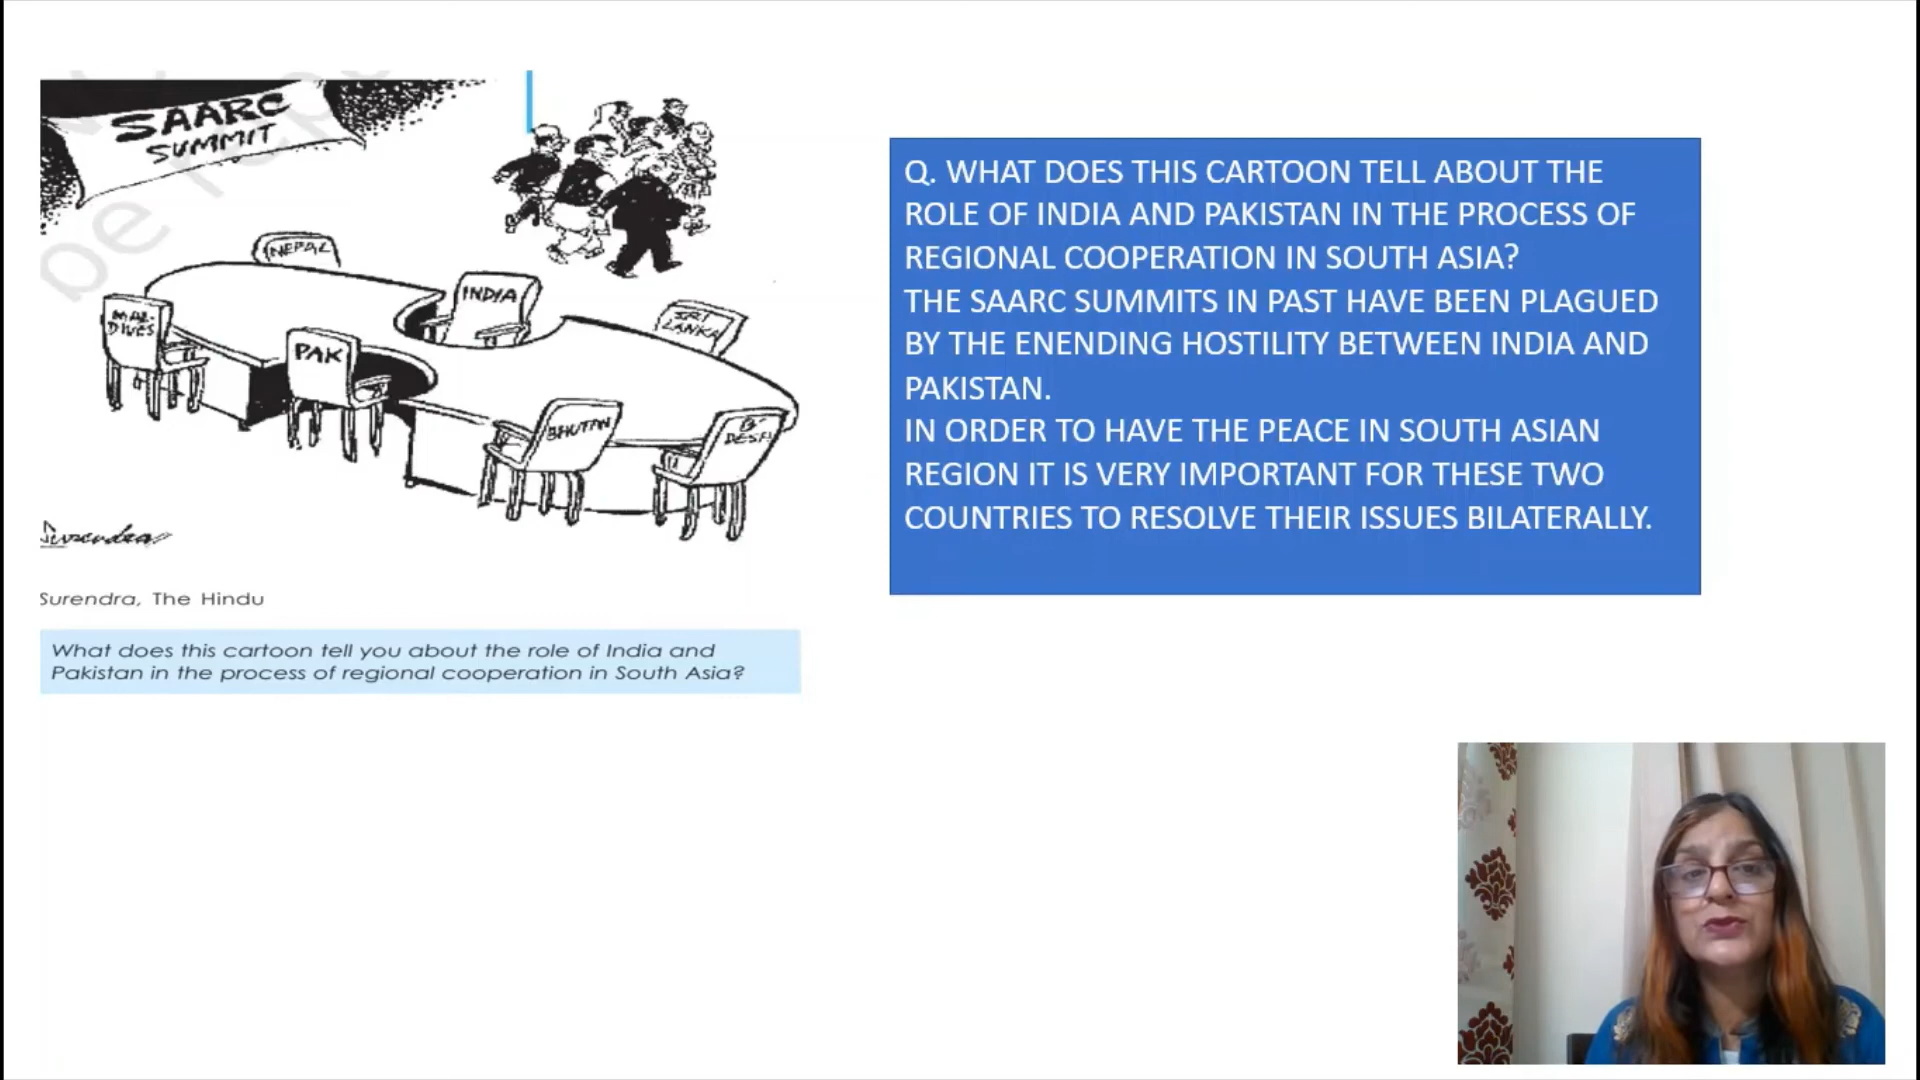 SAARC
SUMMIT
NEPAL
MAL-
DIVES
INDIA
SRI
LANKA
PAK
BHUTAN
B'
DESH
Surendra
Surendra, The Hindu
What does this cartoon tell you about the role of India and
Pakistan in the process of regional cooperation in South Asia?
Q. WHAT DOES THIS CARTOON TELL ABOUT THE
ROLE OF INDIA AND PAKISTAN IN THE PROCESS OF
REGIONAL COOPERATION IN SOUTH ASIA?
THE SAARC SUMMITS IN PAST HAVE BEEN PLAGUED
BY THE ENENDING HOSTILITY BETWEEN INDIA AND
PAKISTAN.
IN ORDER TO HAVE THE PEACE IN SOUTH ASIAN
REGION IT IS VERY IMPORTANT FOR THESE TWO
COUNTRIES TO RESOLVE THEIR ISSUES BILATERALLY.